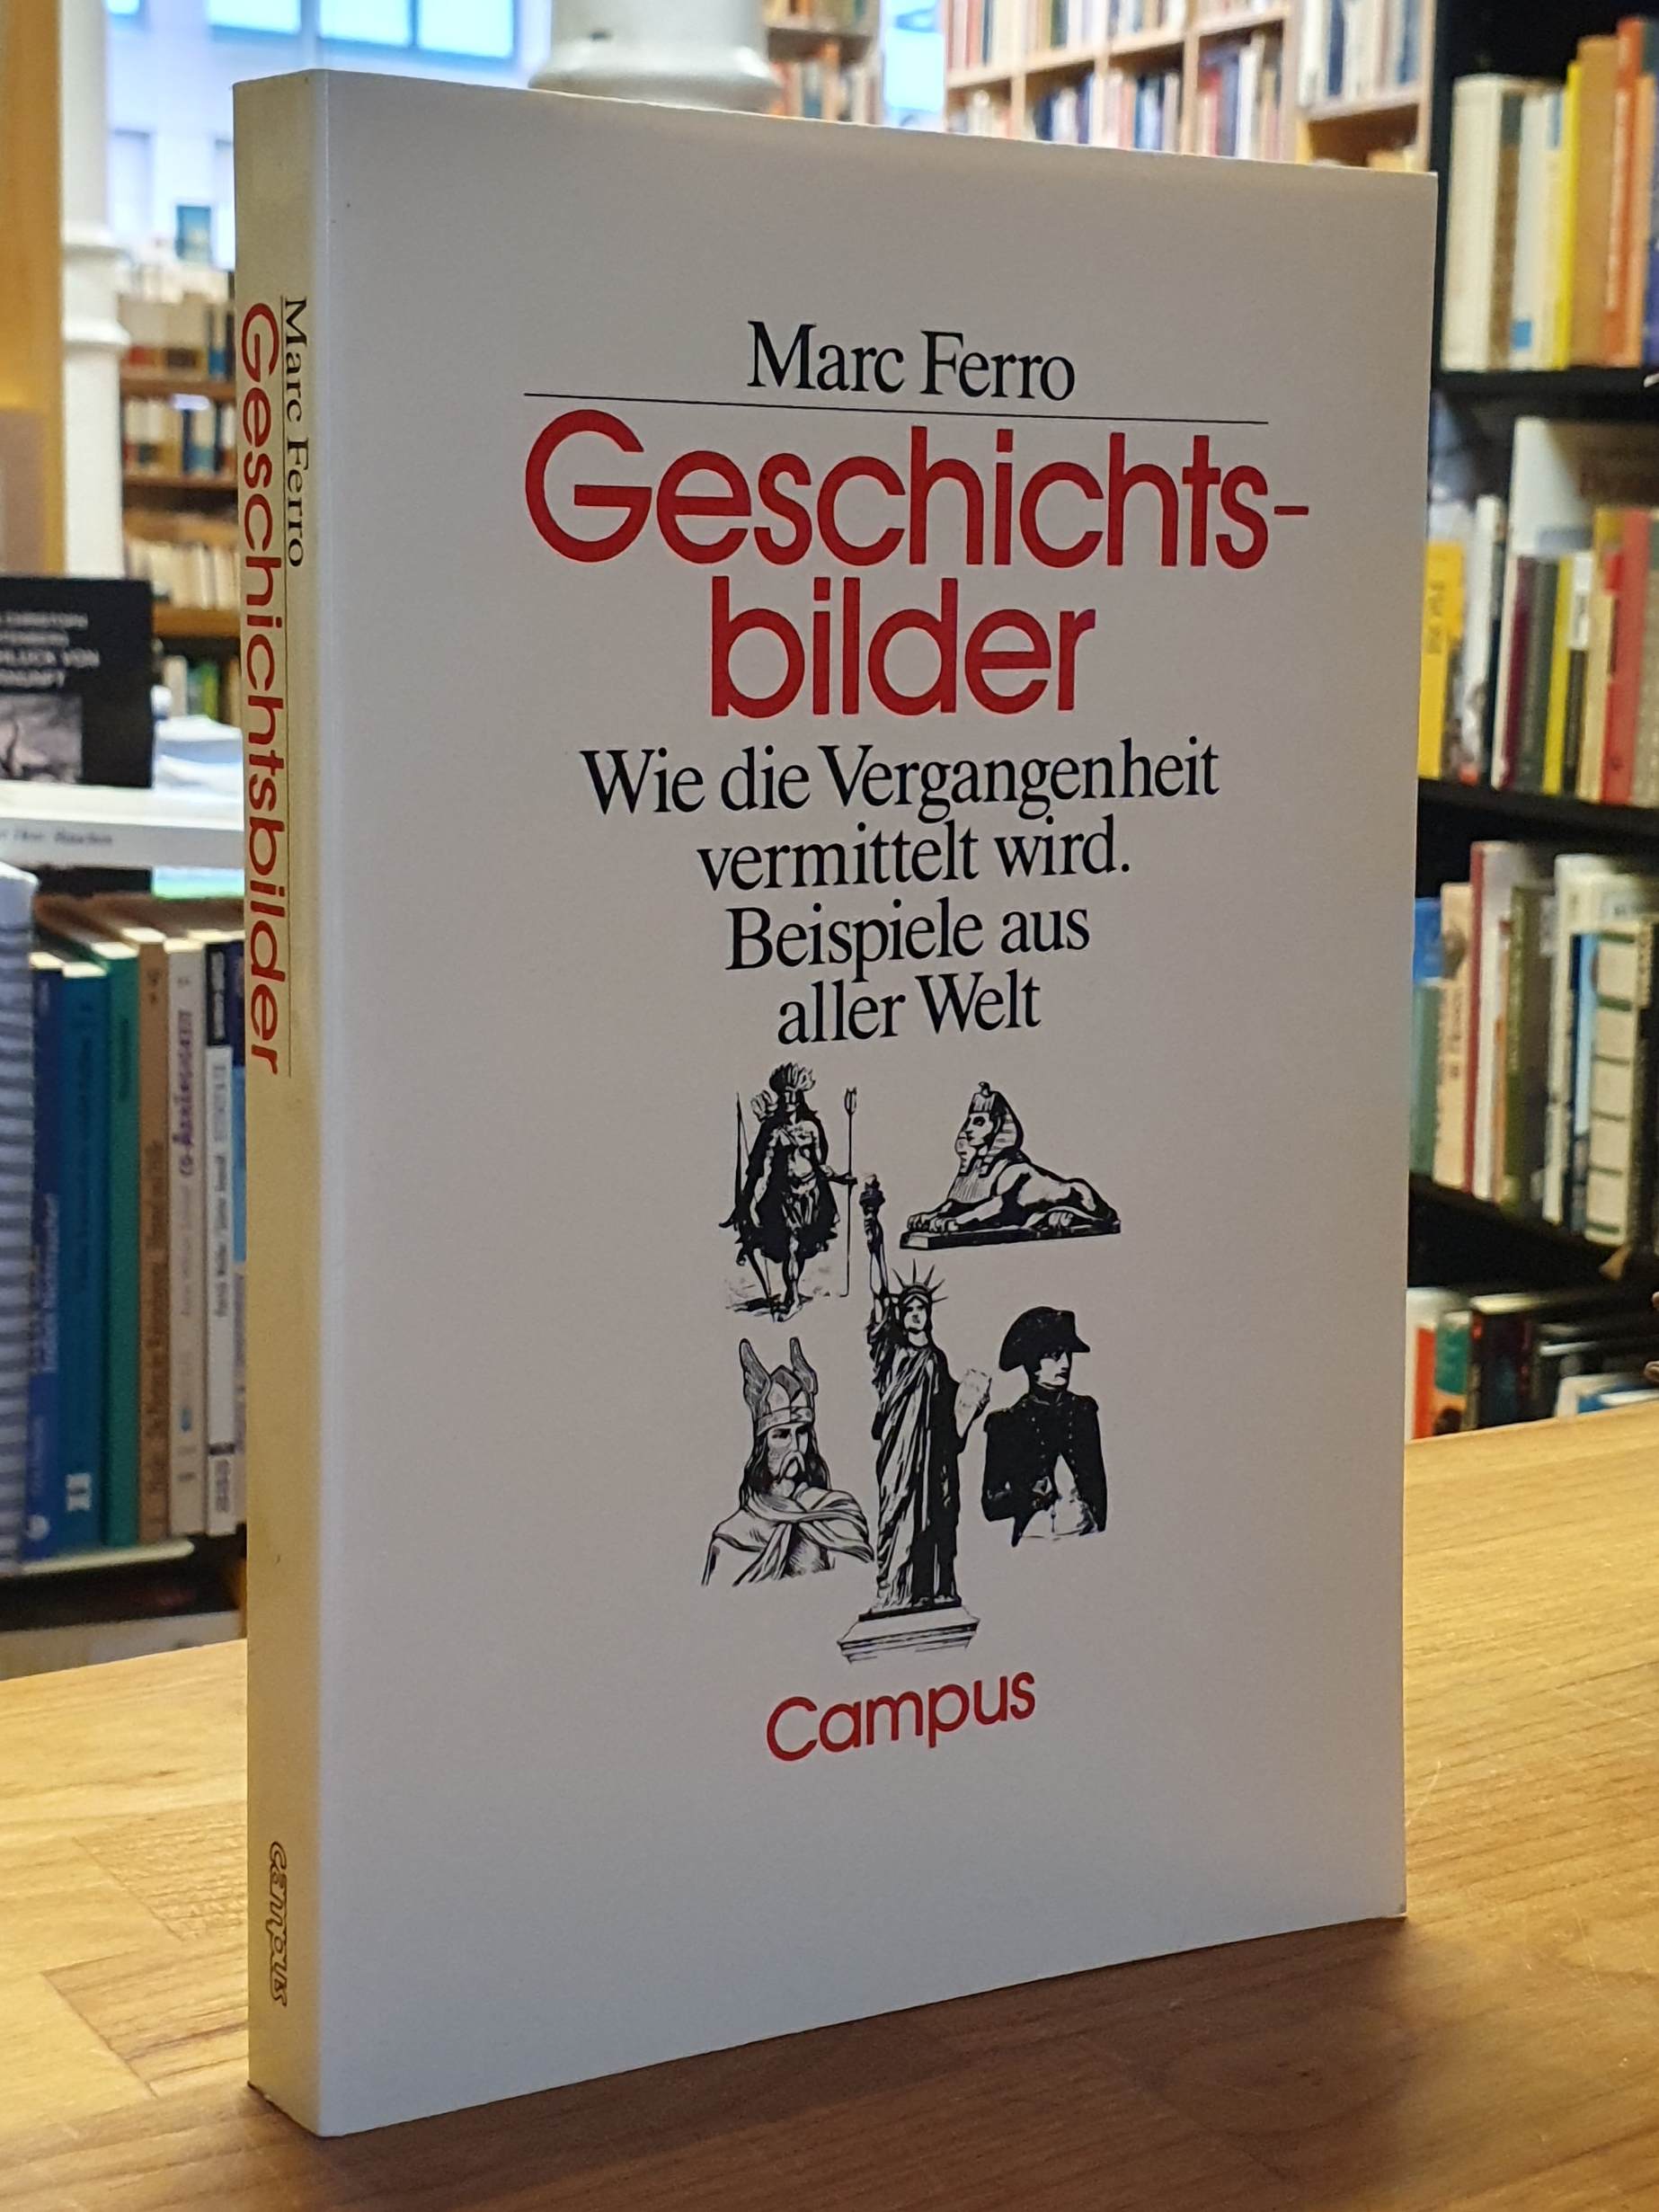 Marc Ferro
Geschichts-
bilder
Wie die Vergangenheit
vermittelt wird.
Beispiele aus
aller Welt
Campus
Marc Ferro
Geschichtsbilder
Campus